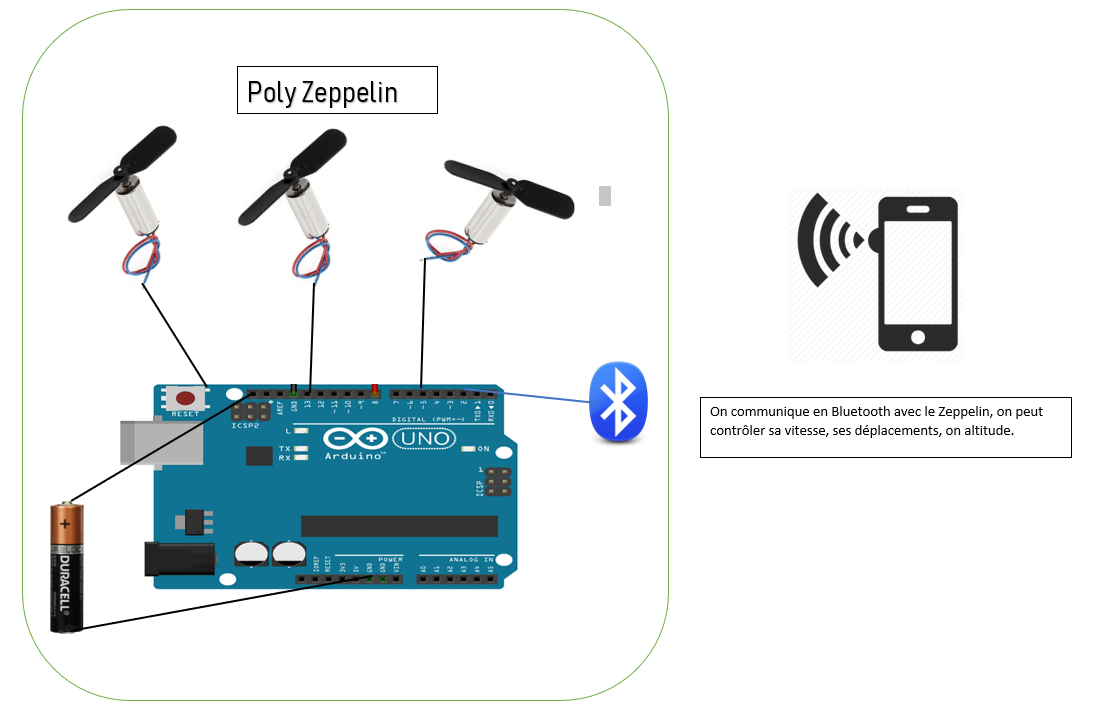 Poly Zeppelin
RESET
ICSP2
AREF
GND
13
12
~11
~10
~9
8
7
~6
~5
4
~3
2
TX0 1
RX0 0
DIGITAL (PWM=~)
L
TX
RX
UNO
Arduino™
ON
1
ICSP
On communique en Bluetooth avec le Zeppelin, on peut
contrôler sa vitesse, ses déplacements, on altitude.
+
DURACELL®
POWER
ANALOG IN
IOREF
RESET
3V3
5V
GND
GND
VIN
A0
A1
A2
A3
A4
A5